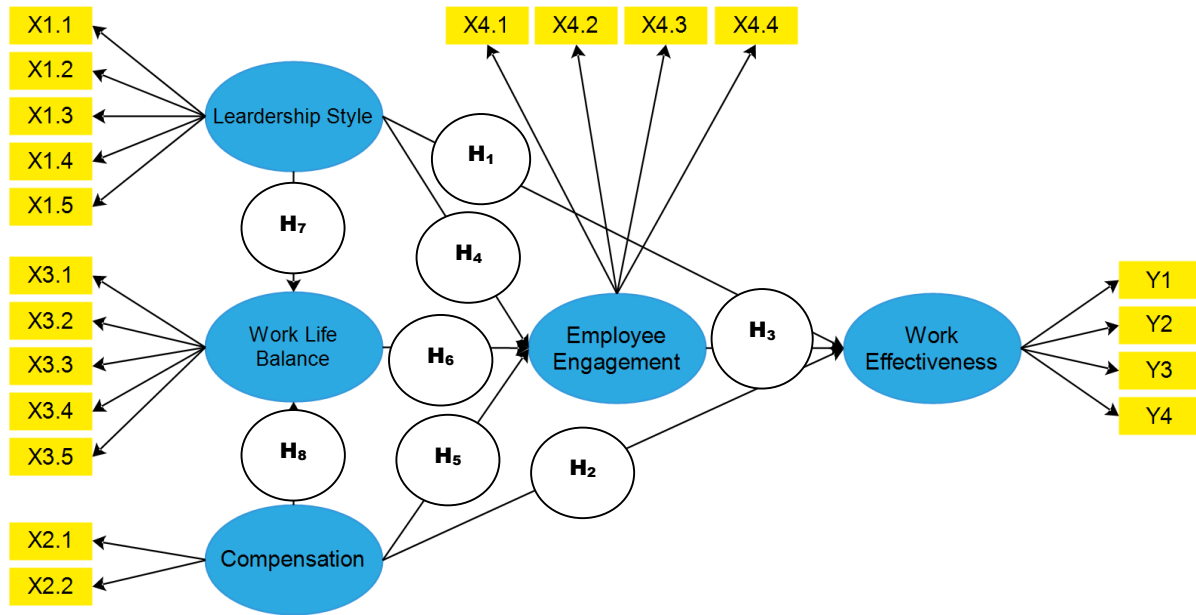 X1.1
X1.2
X1.3
X1.4
X1.5
X4.1
X4.2
X4.3
X4.4
Leardership Style
H₁
H₇
H₄
X3.1
X3.2
X3.3
X3.4
X3.5
Work Life
Balance
H₆
Employee
Engagement
H₃
Work
Effectiveness
Y1
Y2
Y3
Y4
H₈
H₅
H₂
X2.1
X2.2
Compensation